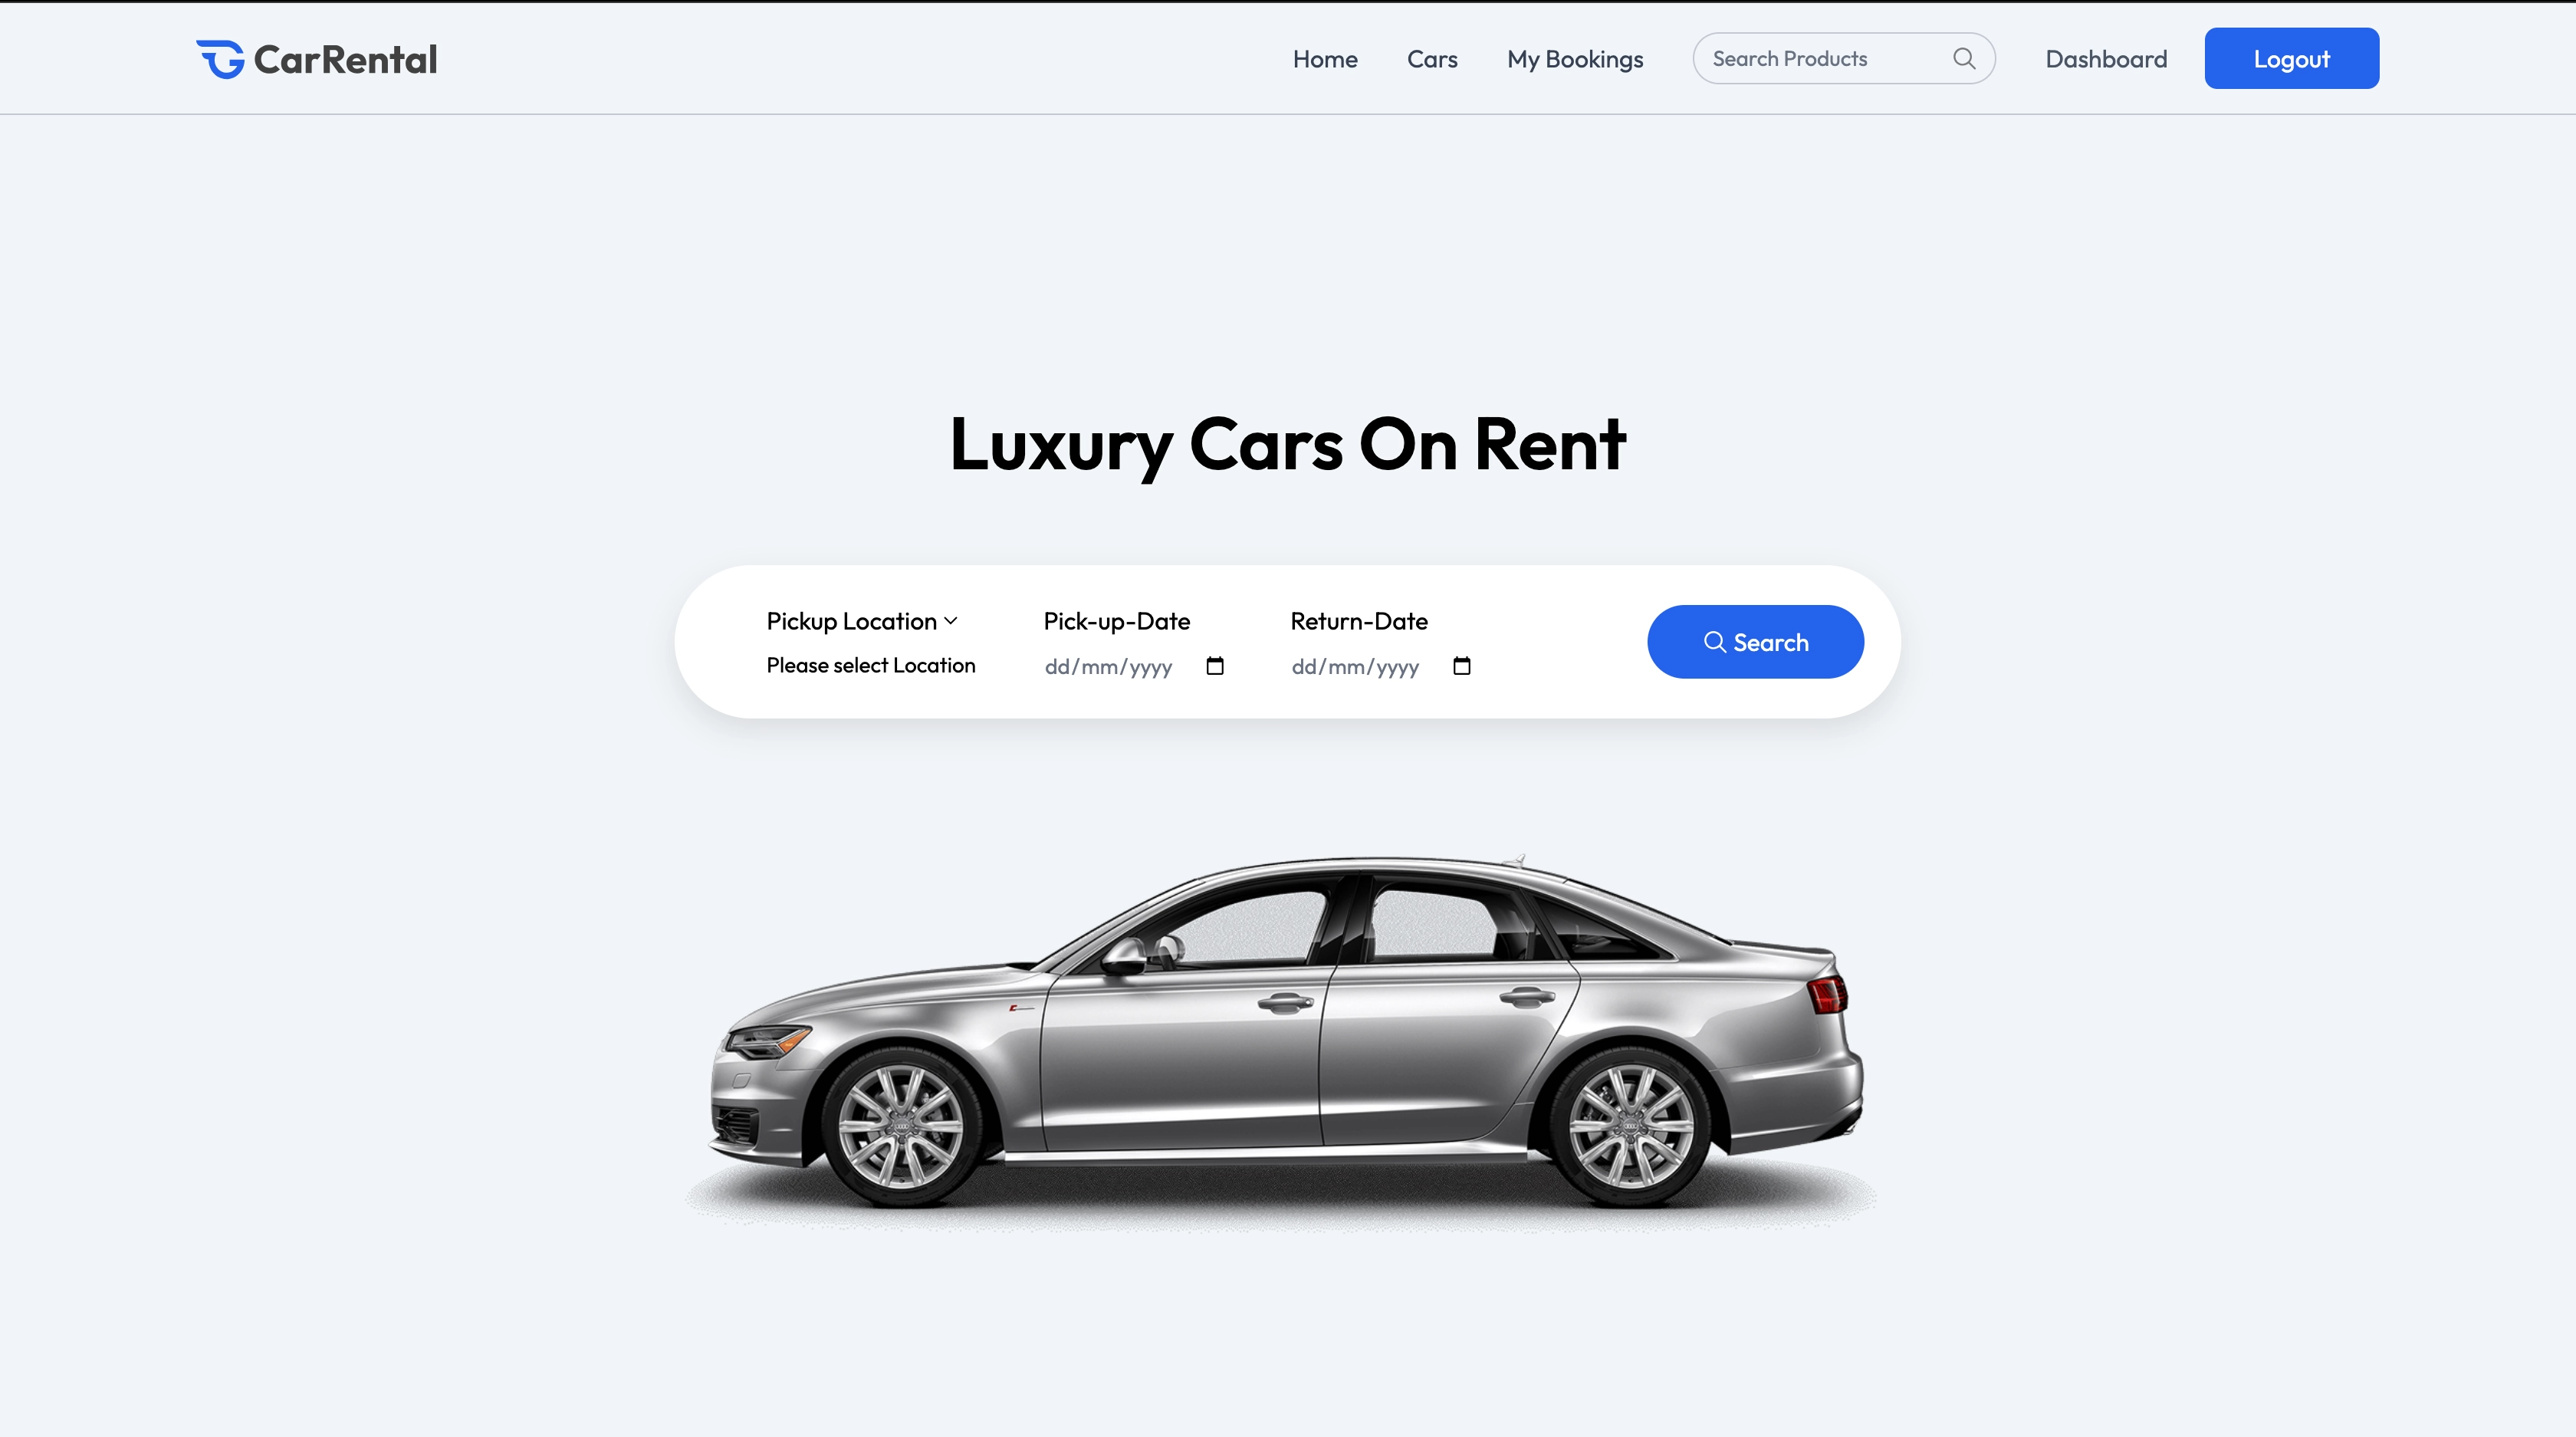 CarRental
Home
Cars
My Bookings
Search Products
Dashboard
Logout
Luxury Cars On Rent
Pickup Location
Please select Location
Pick-up-Date
dd/mm/yyyy
Return-Date
dd/mm/yyyy
Search